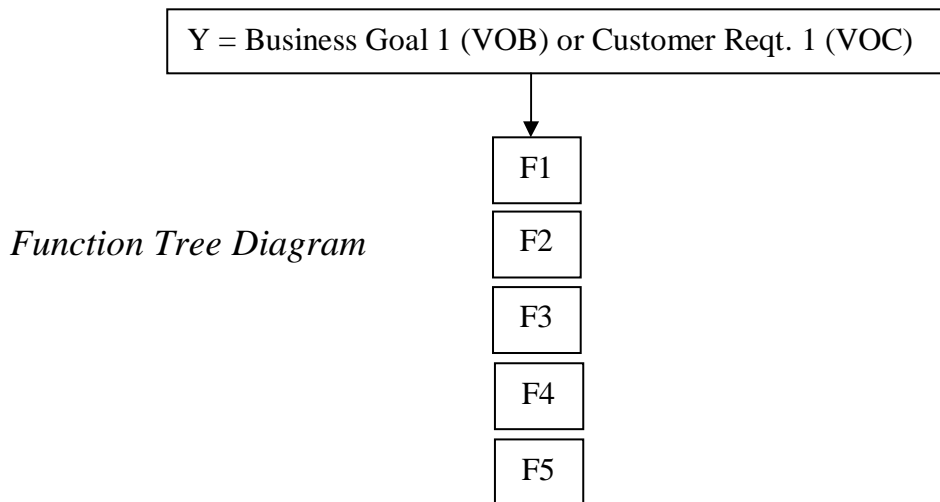 Y = Business Goal 1 (VOB) or Customer Reqt. 1 (VOC)
F1
Function Tree Diagram
F2
F3
F4
F5